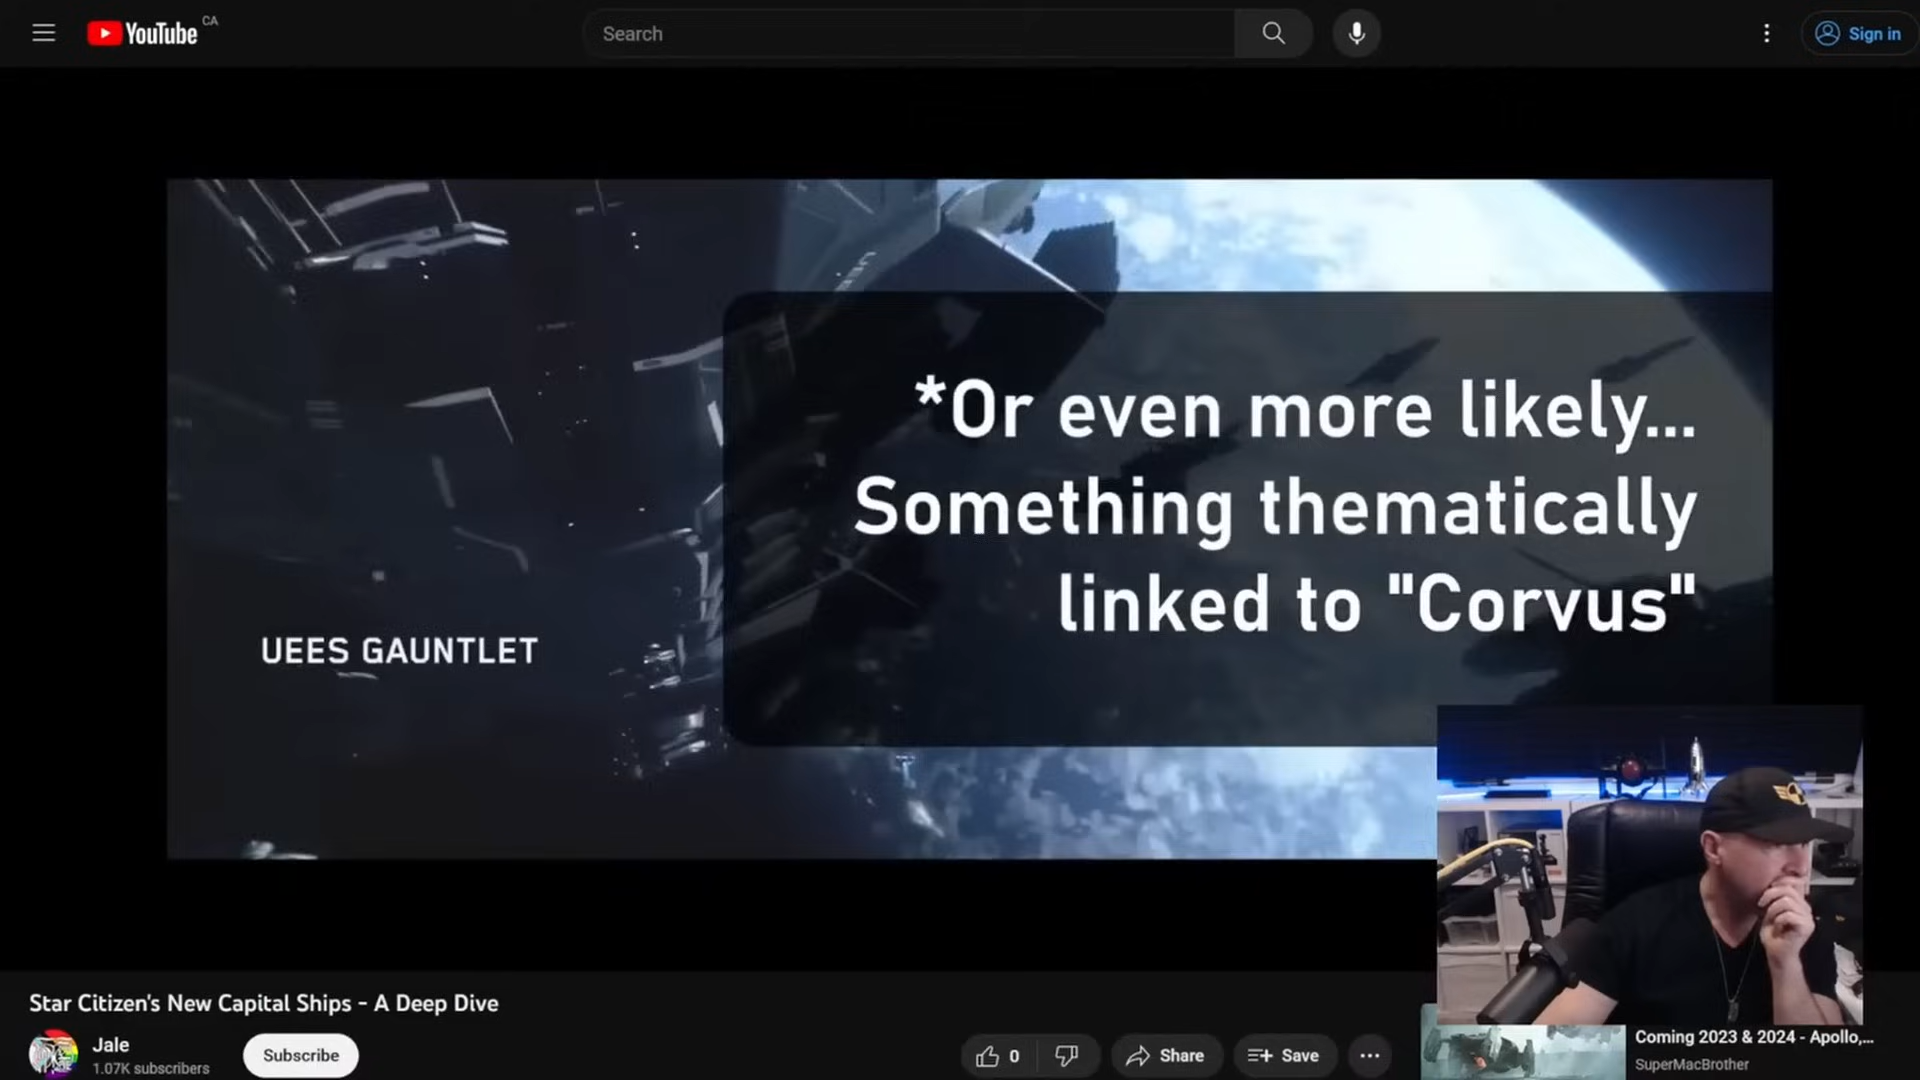 YouTube CA
Search
Sign in
*Or even more likely...
Something thematically
linked to "Corvus"
UEES GAUNTLET
Star Citizen's New Capital Ships - A Deep Dive
Jale
1.07K subscribers
Subscribe
0
Share
Save
Coming 2023 & 2024 - Apollo,...
SuperMacBrother